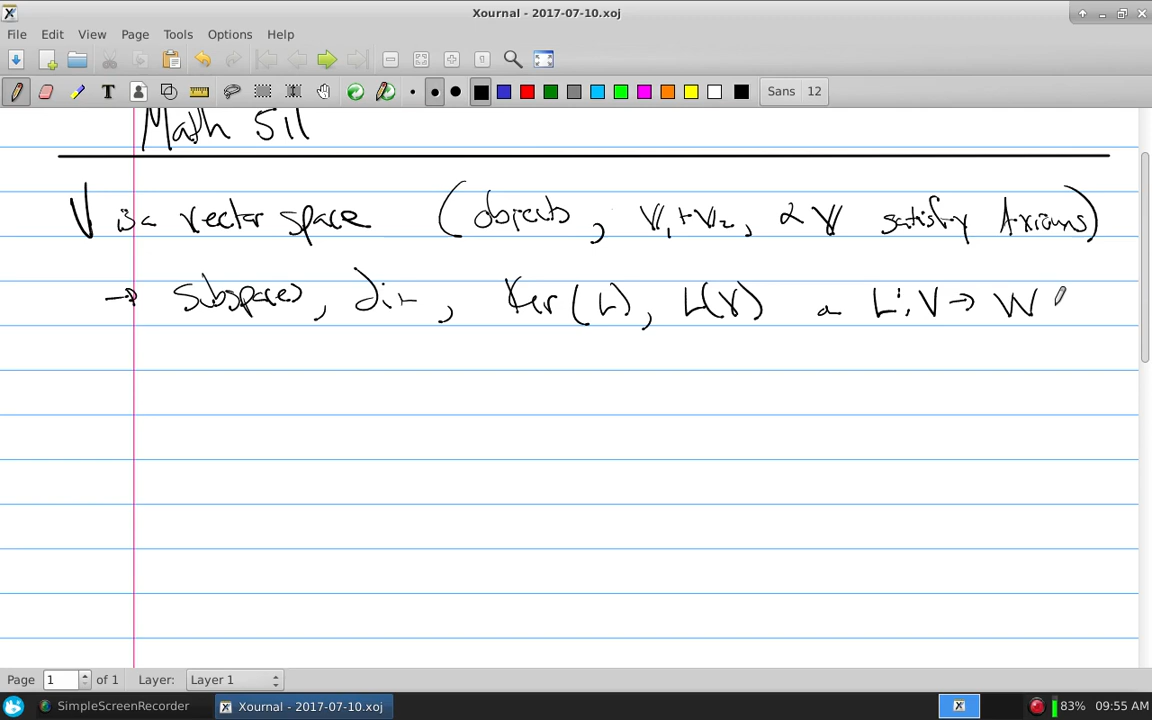 Xournal - 2017-07-10.xoj
File Edit View Page Tools Options Help
Sans 12
Math 511
V is a vector space (objects, V₁+V₂, αV satisfy Axioms)
→ Subspaces, dim, Ker(L), L(V) a L:V→W
Page 1 of 1 Layer: Layer 1
SimpleScreenRecorder Xournal - 2017-07-10.xoj 83% 09:55 AM